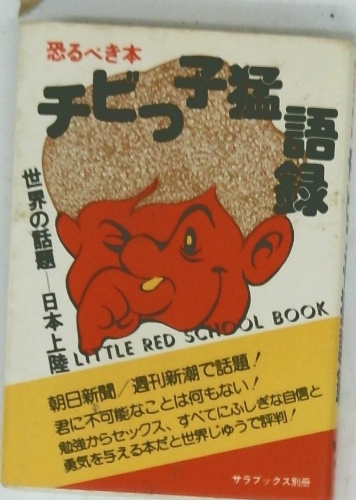 恐るべき本
チビっ子猛語録
世界の話題―日本上陸
LITTLE RED SCHOOL BOOK
朝日新聞/週刊新潮で話題!
君に不可能なことは何もない!
勉強からセックス、すべてにふしぎな自信と
勇気を与える本だと世界じゅうで評判!
サラブックス別冊